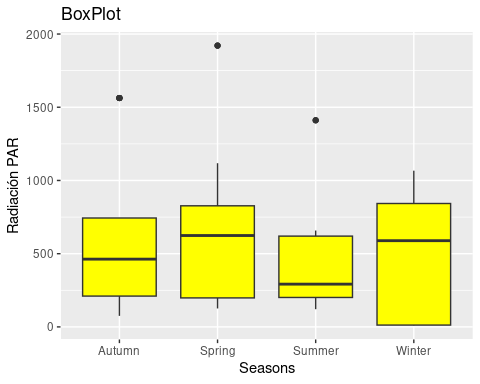 BoxPlot
2000
1500
1000
500
0
Radiación PAR
Autumn Spring Summer Winter
Seasons